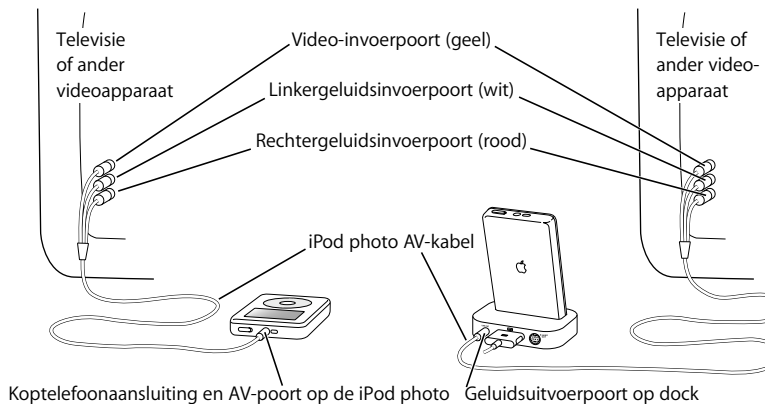 Televisie
of ander
videoapparaat
Video-invoerpoort (geel)
Linkergeluidsinvoerpoort (wit)
Rechtergeluidsinvoerpoort (rood)
Televisie of
ander video-
apparaat
iPod photo AV-kabel
Koptelefoonaansluiting en AV-poort op de iPod photo
Geluidsuitvoerpoort op dock